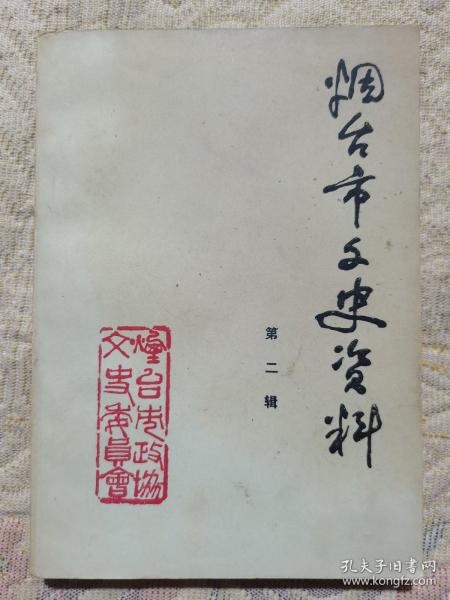 烟台市文史资料
第二辑
烟台市政协
文史委员会
孔夫子旧书网
www.kongfz.com